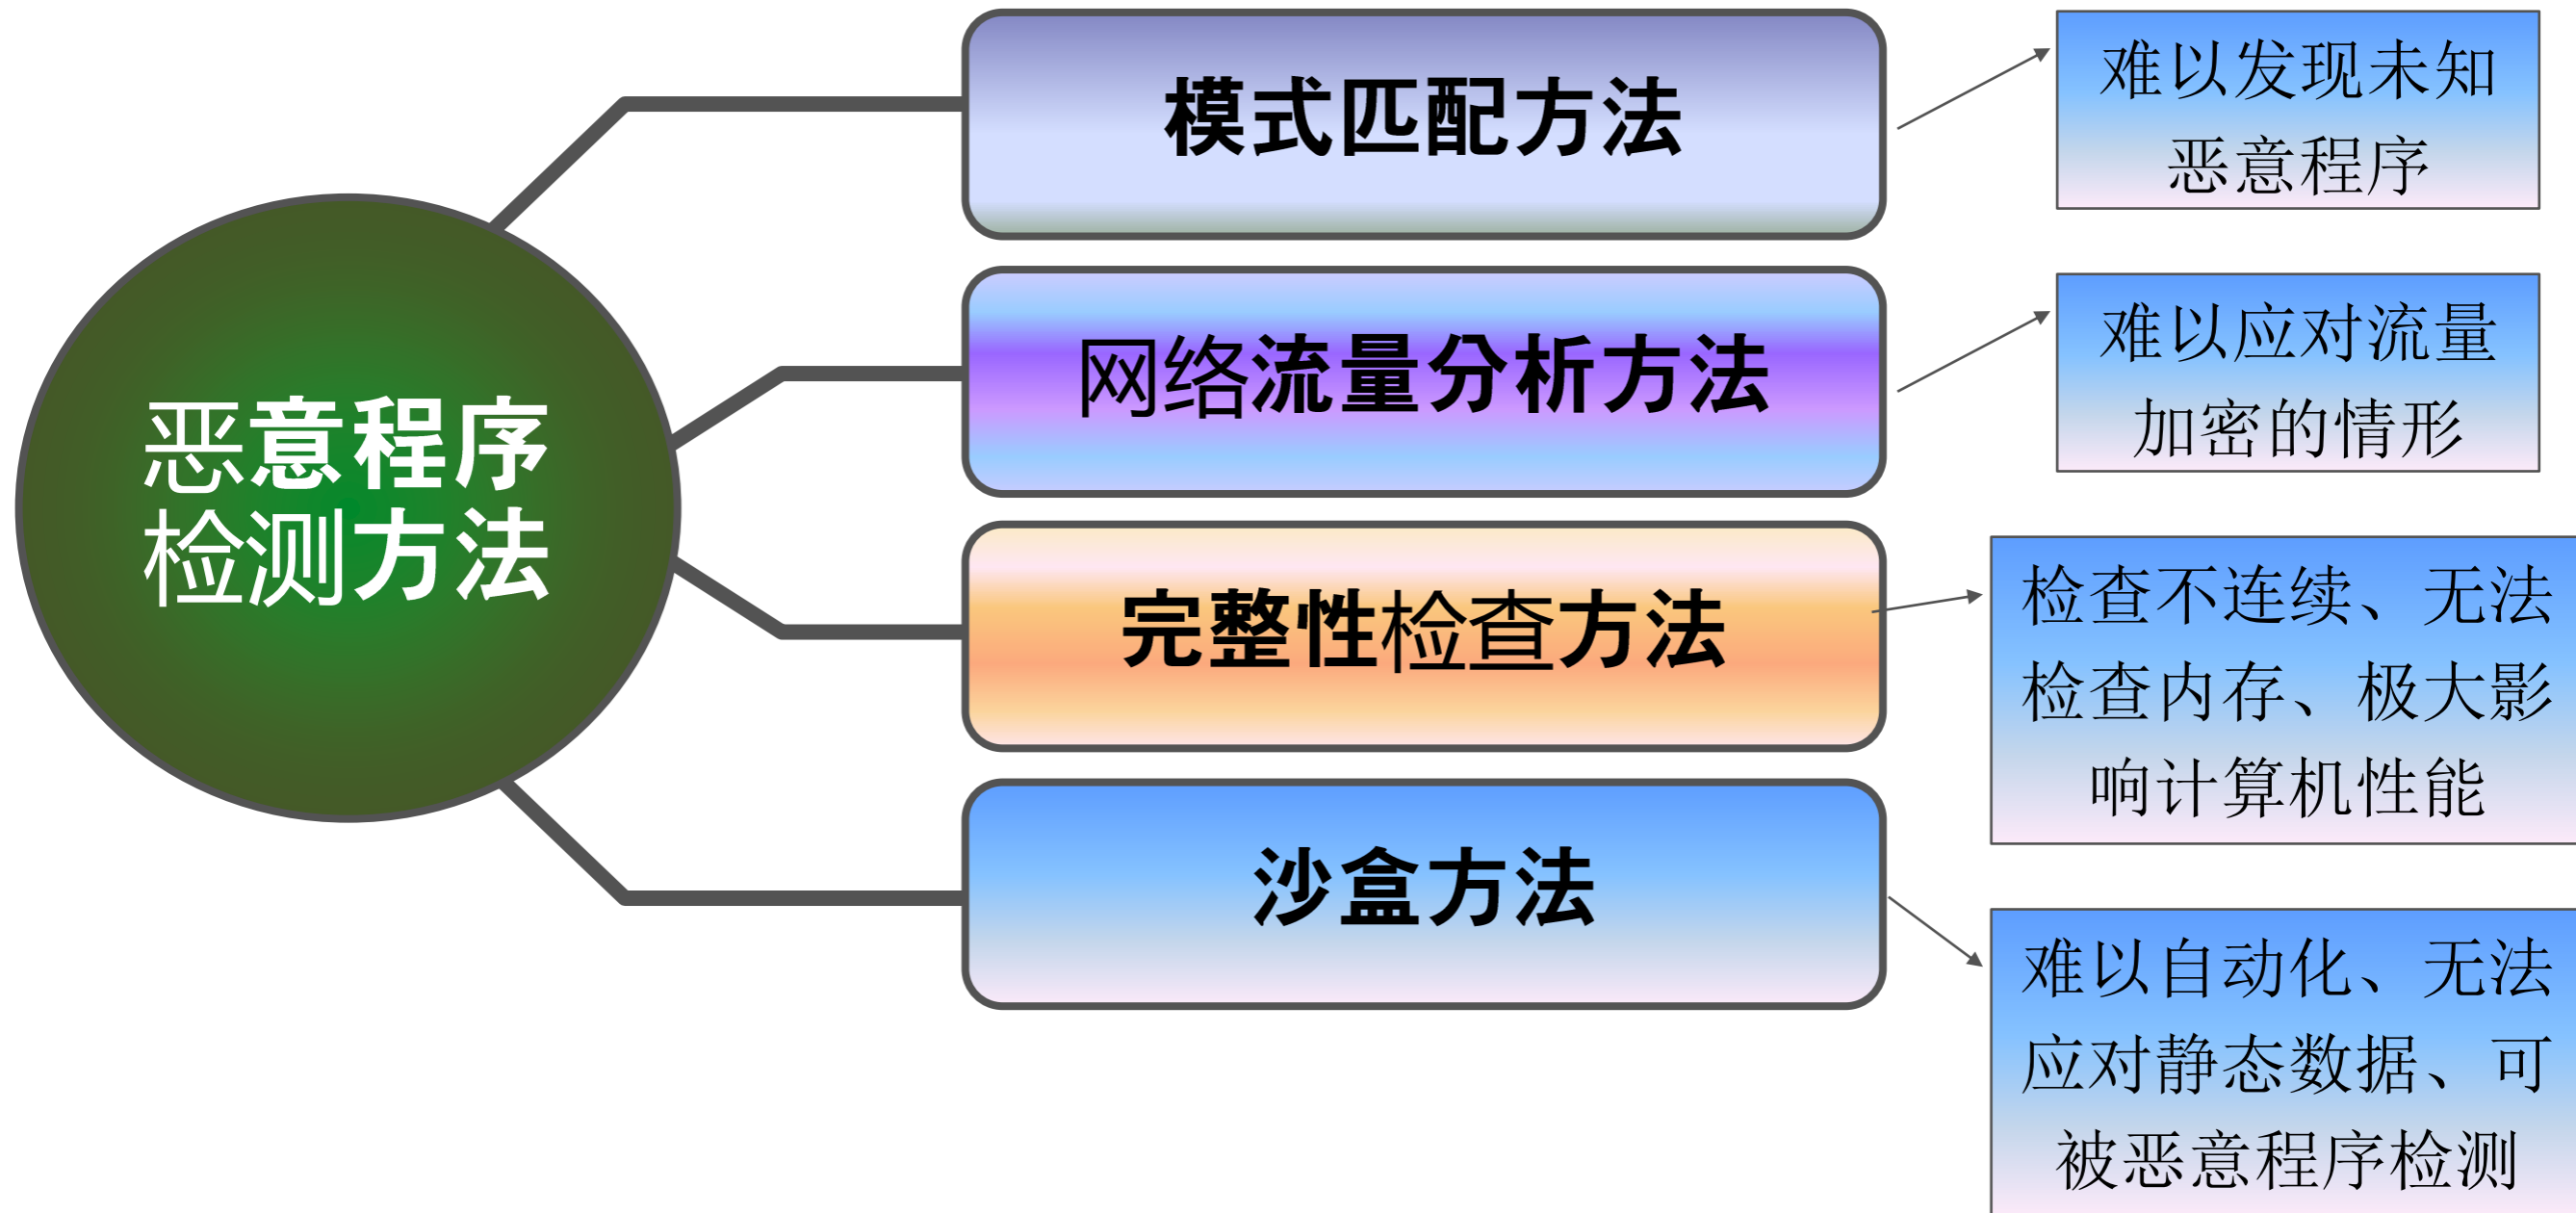 恶意程序
检测方法
模式匹配方法
难以发现未知
恶意程序
网络流量分析方法
难以应对流量
加密的情形
完整性检查方法
检查不连续、无法
检查内存、极大影
响计算机性能
沙盒方法
难以自动化、无法
应对静态数据、可
被恶意程序检测